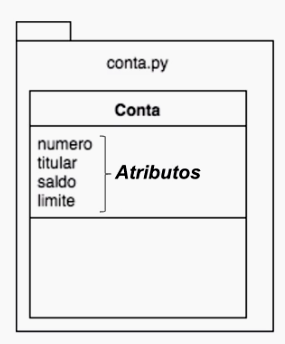 conta.py
Conta
numero
titular
saldo
limite
Atributos